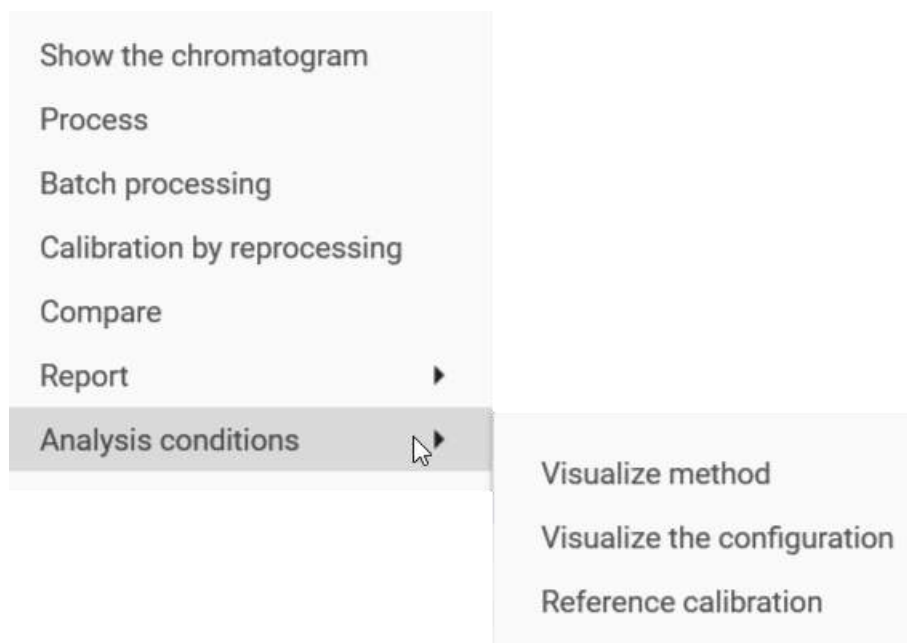 Show the chromatogram
Process
Batch processing
Calibration by reprocessing
Compare
Report
Analysis conditions
Visualize method
Visualize the configuration
Reference calibration